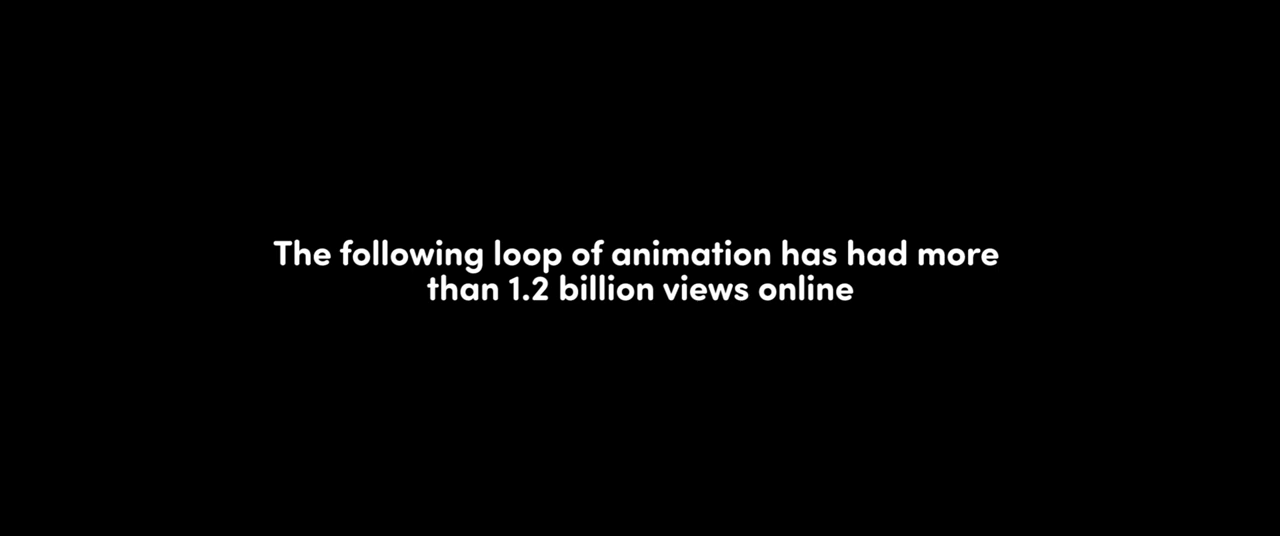 The following loop of animation has had more
than 1.2 billion views online